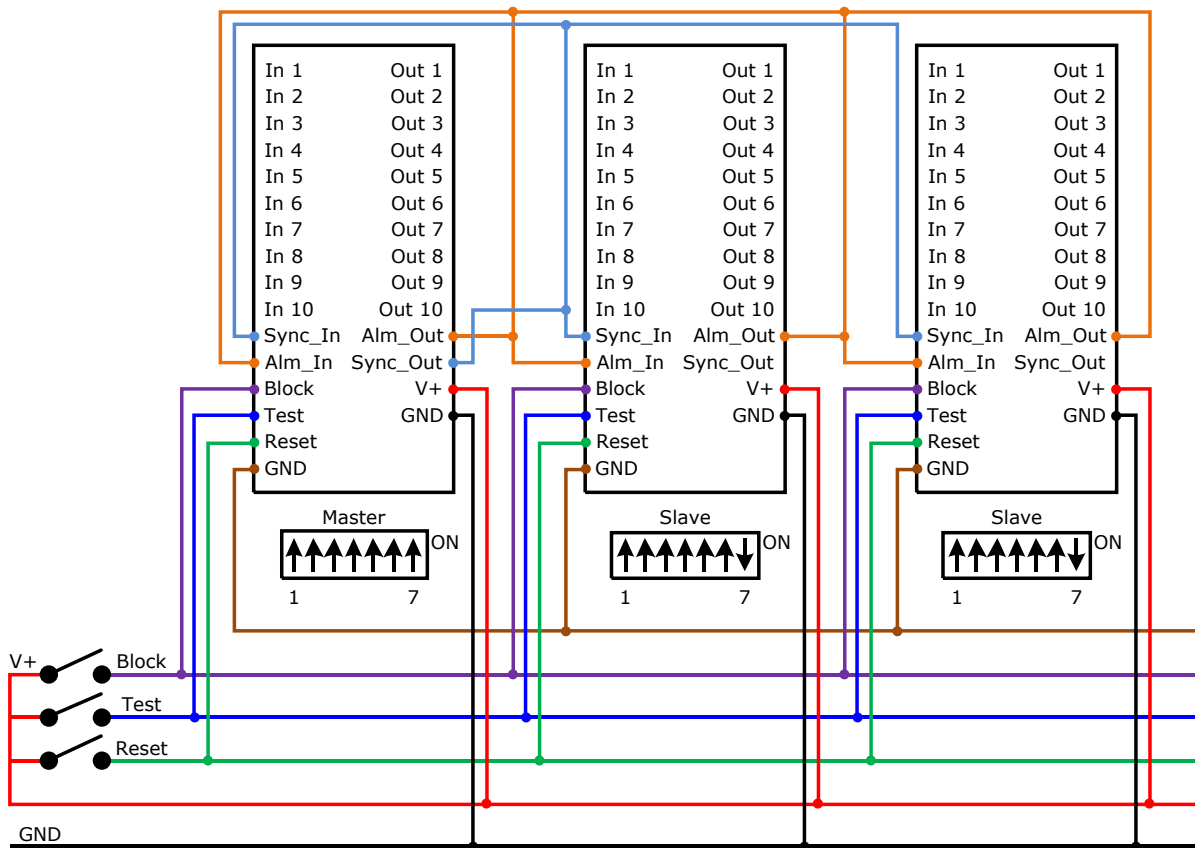 In 1 Out 1 In 1 Out 1 In 1 Out 1
In 2 Out 2 In 2 Out 2 In 2 Out 2
In 3 Out 3 In 3 Out 3 In 3 Out 3
In 4 Out 4 In 4 Out 4 In 4 Out 4
In 5 Out 5 In 5 Out 5 In 5 Out 5
In 6 Out 6 In 6 Out 6 In 6 Out 6
In 7 Out 7 In 7 Out 7 In 7 Out 7
In 8 Out 8 In 8 Out 8 In 8 Out 8
In 9 Out 9 In 9 Out 9 In 9 Out 9
In 10 Out 10 In 10 Out 10 In 10 Out 10
Sync_In Alm_Out Sync_In Alm_Out Sync_In Alm_Out
Alm_In Sync_Out Alm_In Sync_Out Alm_In Sync_Out
Block V+ Block V+ Block V+
Test GND Test GND Test GND
Reset Reset Reset
GND GND GND
Master Slave Slave
ON ON ON
1 7 1 7 1 7
V+ Block
Test
Reset
GND